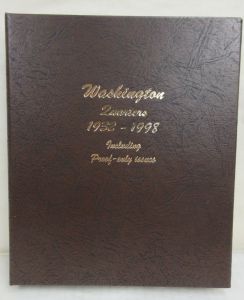 Washington
Quarters
1932 - 1998
Including
Proof-only issues